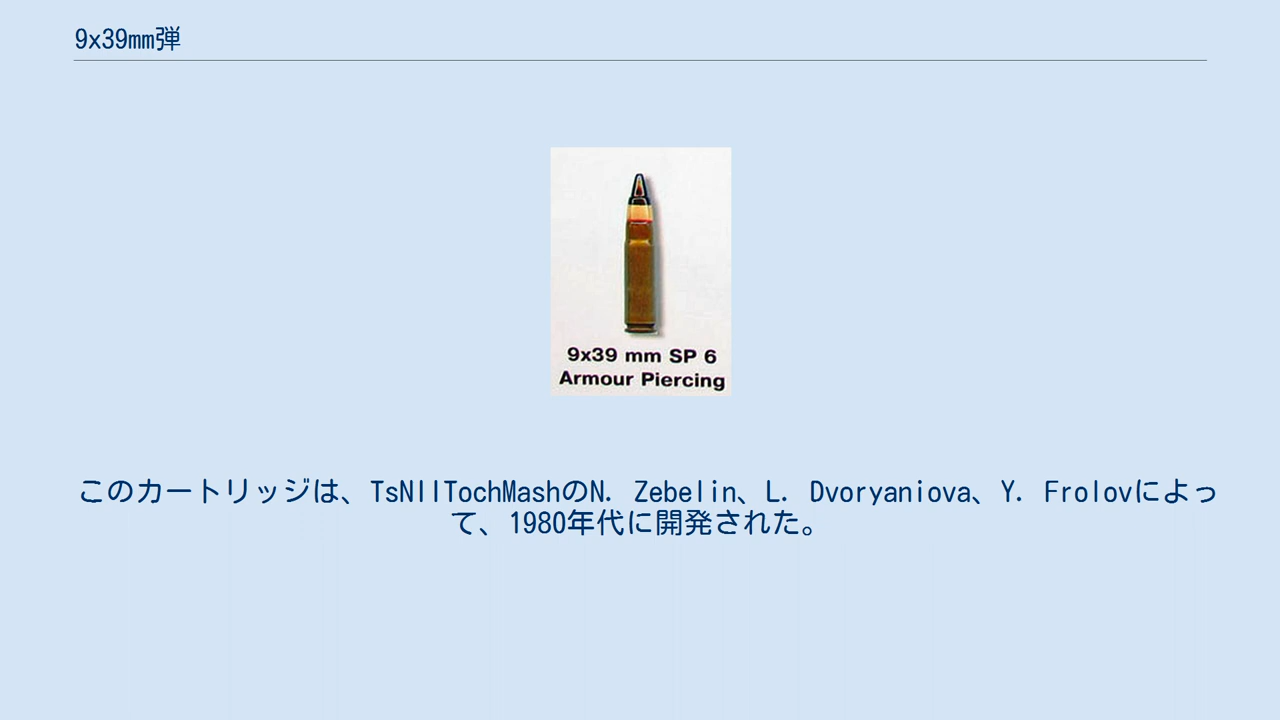 9x39mm弾
9x39 mm SP 6
Armour Piercing
このカートリッジは、TsNIITochMashのN. Zebelin、L. Dvoryaniova、Y. Frolovによっ
て、1980年代に開発された。